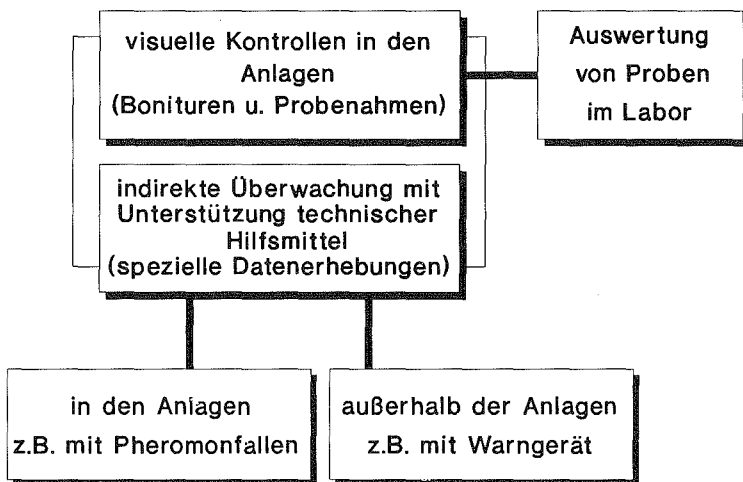 visuelle Kontrollen in den
Anlagen
(Bonituren u. Probenahmen)
Auswertung
von Proben
im Labor
indirekte Überwachung mit
Unterstützung technischer
Hilfsmittel
(spezielle Datenerhebungen)
in den Anlagen
z.B. mit Pheromonfallen
außerhalb der Anlagen
z.B. mit Warngerät